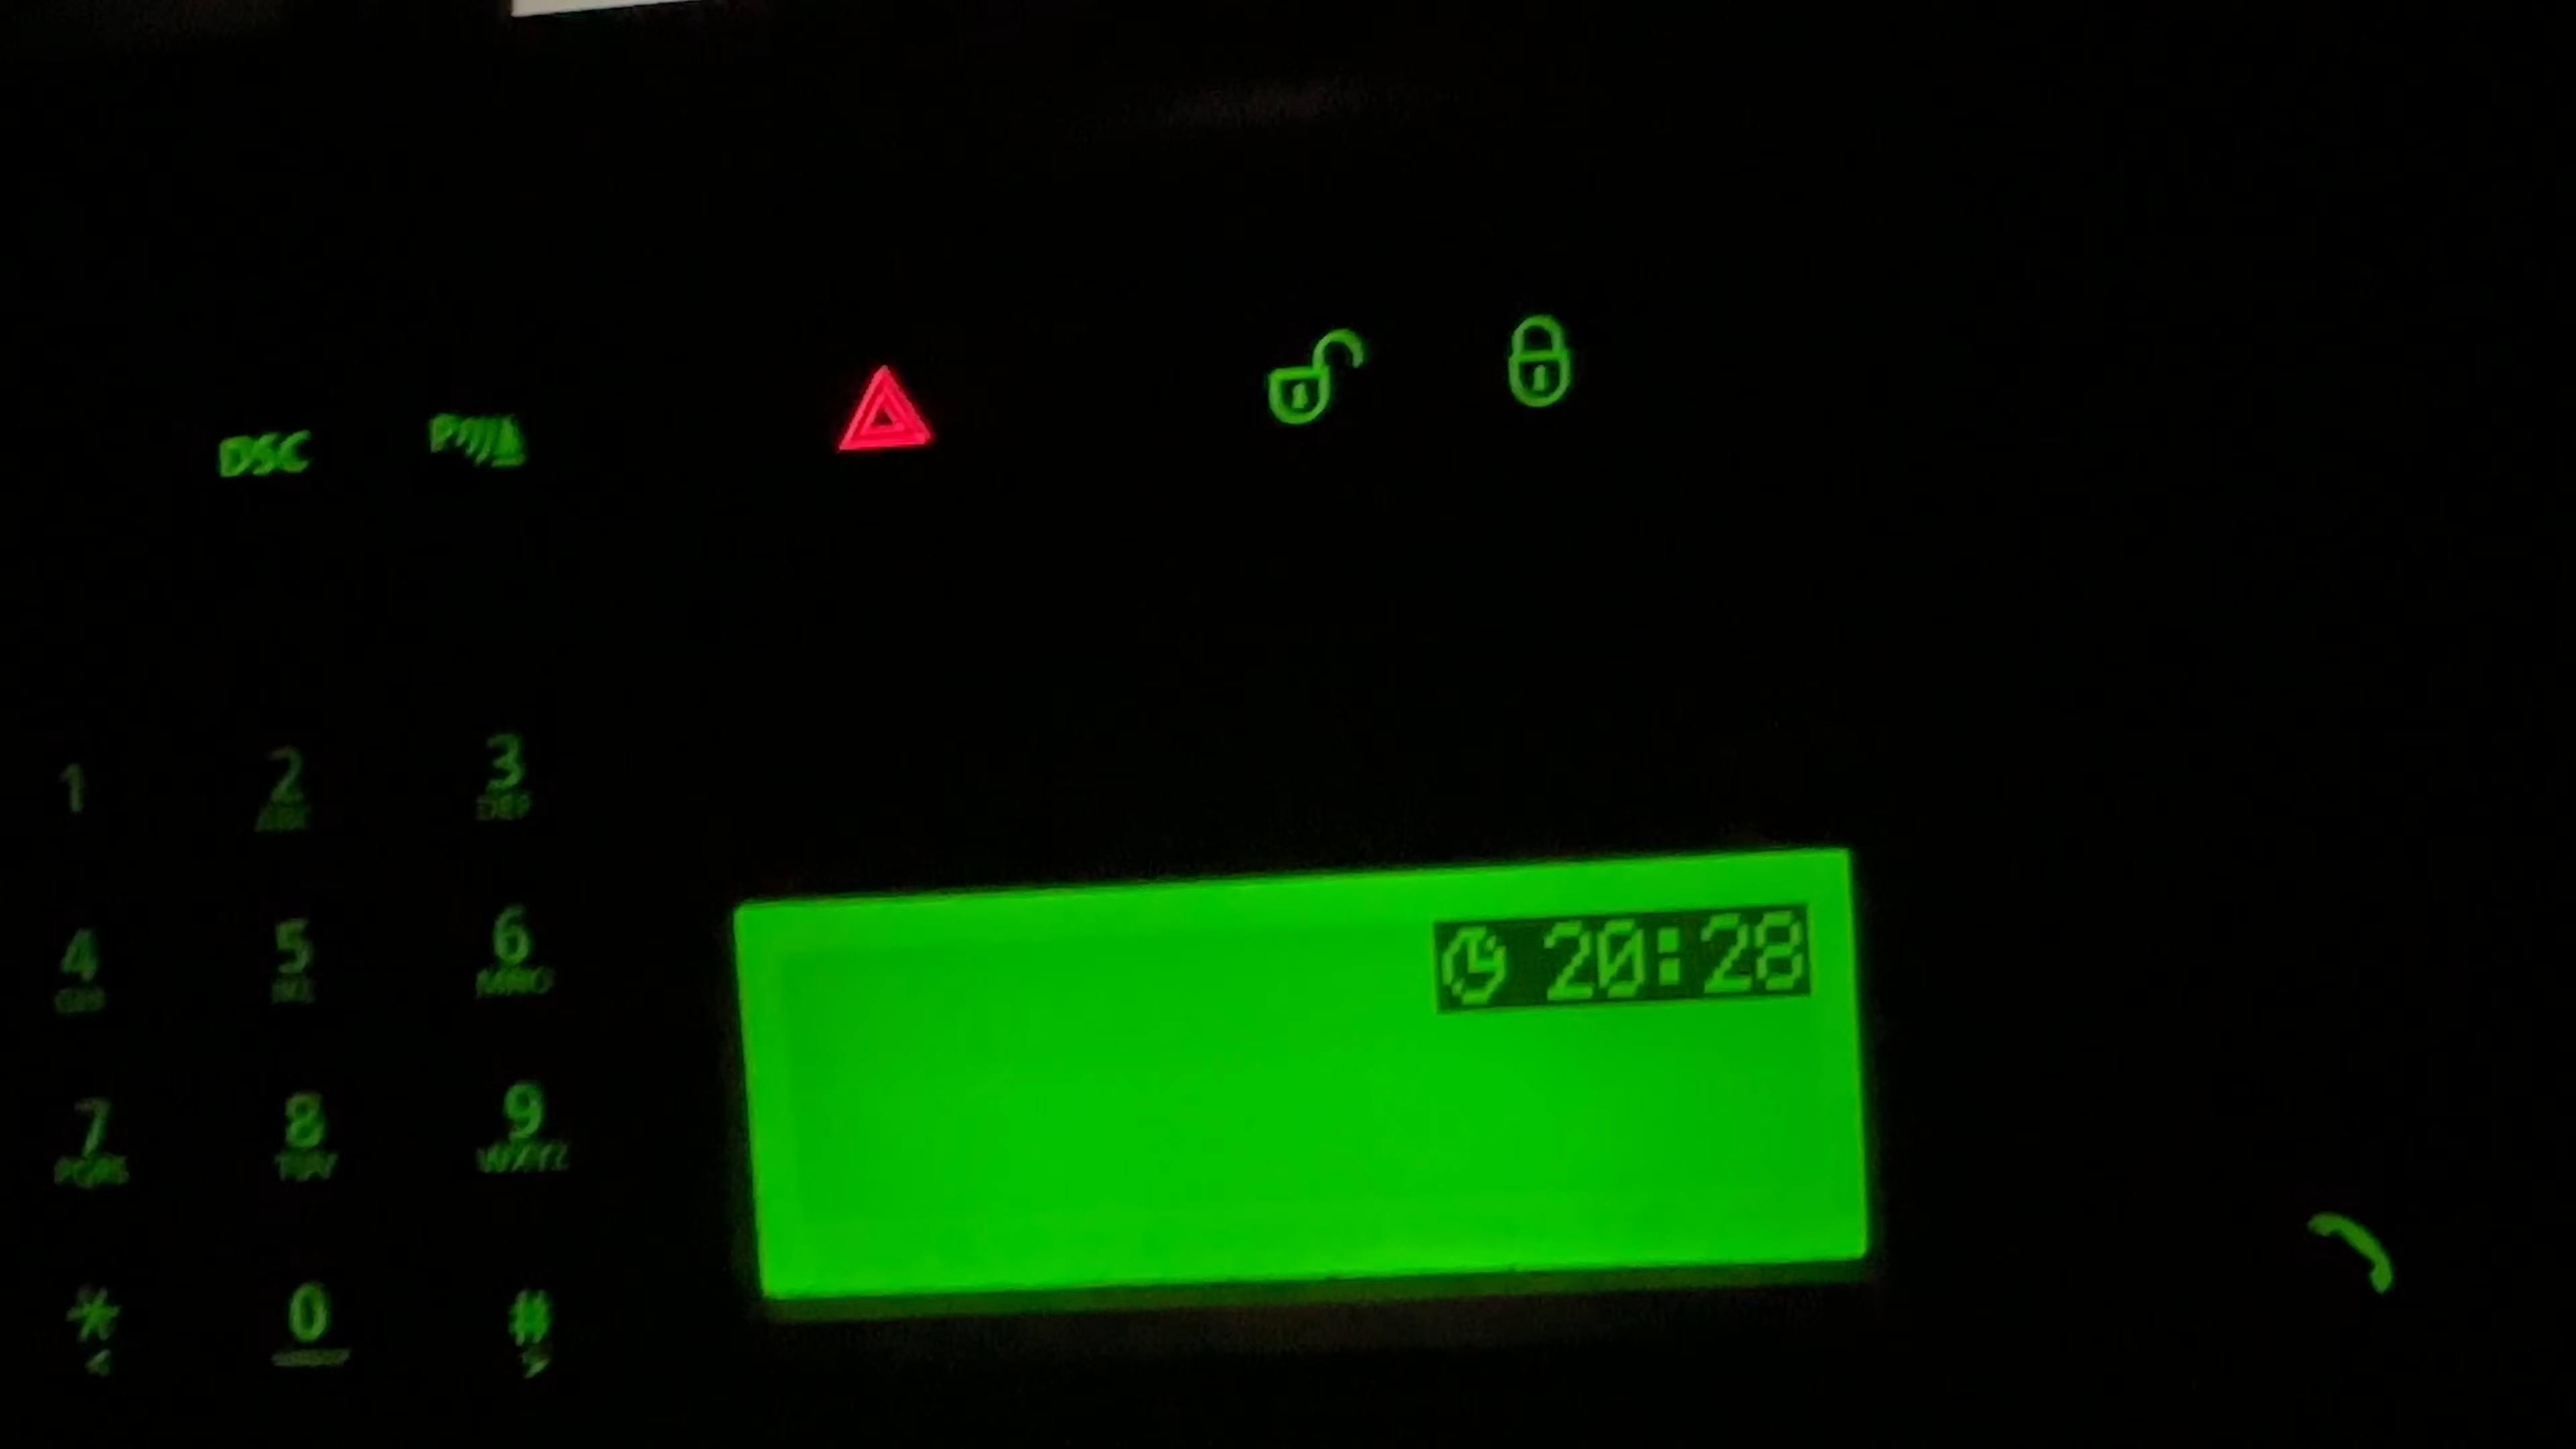 DSC P
1 2 3
ABC DEF
20:28
4 5 6
GHI JKL MNO
7 8 9
PQRS TUV WXYZ
* 0 #